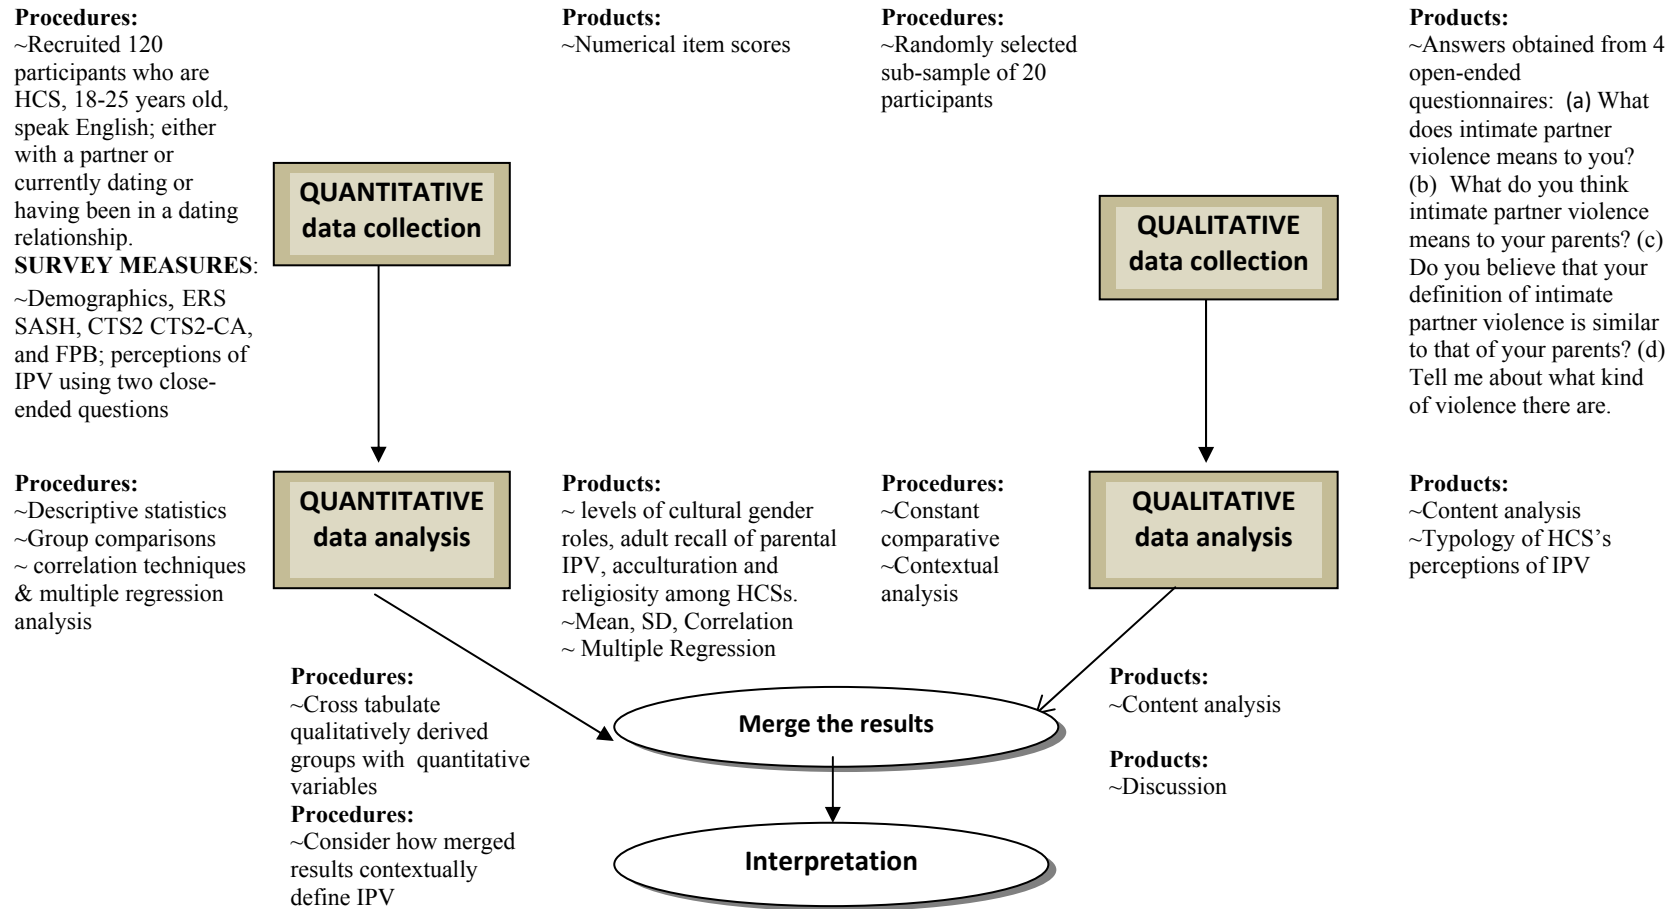 Procedures:
~Recruited 120
participants who are
HCS, 18-25 years old,
speak English; either
with a partner or
currently dating or
having been in a dating
relationship.
SURVEY MEASURES:
~Demographics, ERS
SASH, CTS2 CTS2-CA,
and FPB; perceptions of
IPV using two close-
ended questions
QUANTITATIVE
data collection
Products:
~Numerical item scores
Procedures:
~Randomly selected
sub-sample of 20
participants
QUALITATIVE
data collection
Products:
~Answers obtained from 4
open-ended
questionnaires: (a) What
does intimate partner
violence means to you?
(b) What do you think
intimate partner violence
means to your parents? (c)
Do you believe that your
definition of intimate
partner violence is similar
to that of your parents? (d)
Tell me about what kind
of violence there are.
Procedures:
~Descriptive statistics
~Group comparisons
~ correlation techniques
& multiple regression
analysis
QUANTITATIVE
data analysis
Products:
~ levels of cultural gender
roles, adult recall of parental
IPV, acculturation and
religiosity among HCSs.
~Mean, SD, Correlation
~ Multiple Regression
Procedures:
~Constant
comparative
~Contextual
analysis
QUALITATIVE
data analysis
Products:
~Content analysis
~Typology of HCS’s
perceptions of IPV
Procedures:
~Cross tabulate
qualitatively derived
groups with quantitative
variables
Procedures:
~Consider how merged
results contextually
define IPV
Merge the results
Interpretation
Products:
~Content analysis
Products:
~Discussion